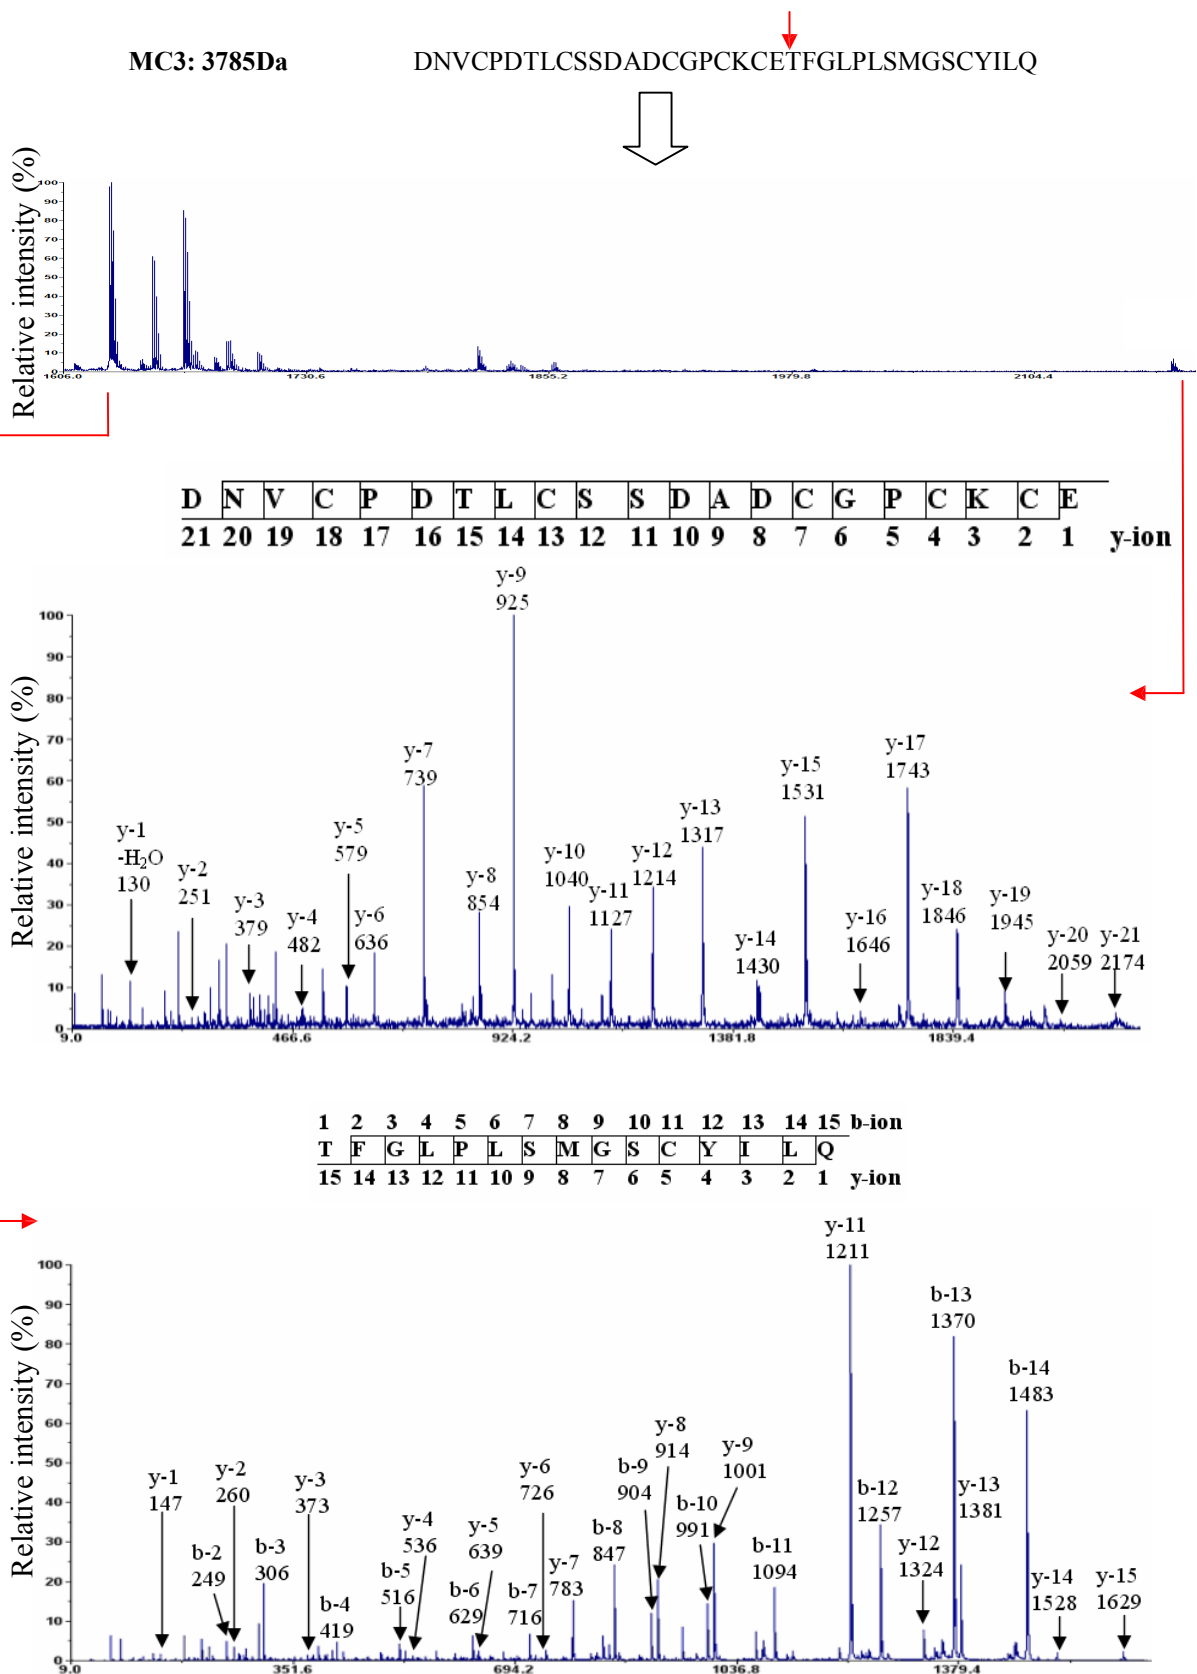 MC3: 3785Da DNVCPDTLCSSDADCGPCKCETFGLPLSMGSCYILQ
Relative intensity (%)
100
90
80
70
60
50
40
30
20
10
0
1606.0 1730.6 1855.2 1979.8 2104.4
D N V C P D T L C S S D A D C G P C K C E
21 20 19 18 17 16 15 14 13 12 11 10 9 8 7 6 5 4 3 2 1 y-ion
Relative intensity (%)
100
90
80
70
60
50
40
30
20
10
0
9.0 466.6 924.2 1381.8 1839.4
y-1
-H₂O
130
y-2
251
y-3
379
y-4
482
y-5
579
y-6
636
y-7
739
y-8
854
y-9
925
y-10
1040
y-11
1127
y-12
1214
y-13
1317
y-14
1430
y-15
1531
y-16
1646
y-17
1743
y-18
1846
y-19
1945
y-20
2059
y-21
2174
1 2 3 4 5 6 7 8 9 10 11 12 13 14 15 b-ion
T F G L P L S M G S C Y I L Q
15 14 13 12 11 10 9 8 7 6 5 4 3 2 1 y-ion
Relative intensity (%)
100
90
80
70
60
50
40
30
20
10
0
9.0 351.6 694.2 1036.8 1379.4
y-1
147
b-2
249
y-2
260
b-3
306
y-3
373
b-4
419
b-5
516
y-4
536
b-6
629
y-5
639
b-7
716
y-6
726
y-7
783
b-8
847
b-9
904
y-8
914
b-10
991
y-9
1001
b-11
1094
y-11
1211
b-12
1257
y-12
1324
b-13
1370
y-13
1381
b-14
1483
y-14
1528
y-15
1629